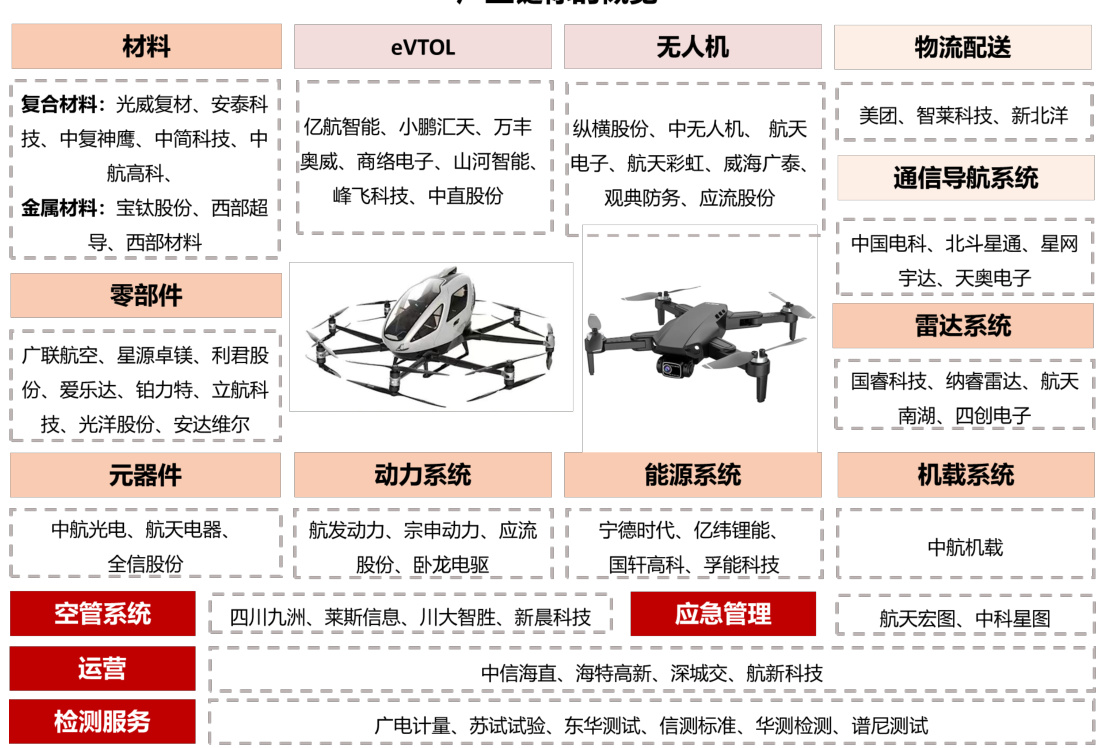 产业链标的概览
材料
复合材料：光威复材、安泰科
技、中复神鹰、中简科技、中
航高科、
金属材料：宝钛股份、西部超
导、西部材料
零部件
广联航空、星源卓镁、利君股
份、爱乐达、铂力特、立航科
技、光洋股份、安达维尔
元器件
中航光电、航天电器、
全信股份
eVTOL
亿航智能、小鹏汇天、万丰
奥威、商络电子、山河智能、
峰飞科技、中直股份
动力系统
航发动力、宗申动力、应流
股份、卧龙电驱
无人机
纵横股份、中无人机、 航天
电子、航天彩虹、威海广泰、
观典防务、应流股份
能源系统
宁德时代、亿纬锂能、
国轩高科、孚能科技
物流配送
美团、智莱科技、新北洋
通信导航系统
中国电科、北斗星通、星网
宇达、天奥电子
雷达系统
国睿科技、纳睿雷达、航天
南湖、四创电子
机载系统
中航机载
空管系统
四川九洲、莱斯信息、川大智胜、新晨科技
应急管理
航天宏图、中科星图
运营
中信海直、海特高新、深城交、航新科技
检测服务
广电计量、苏试试验、东华测试、信测标准、华测检测、谱尼测试